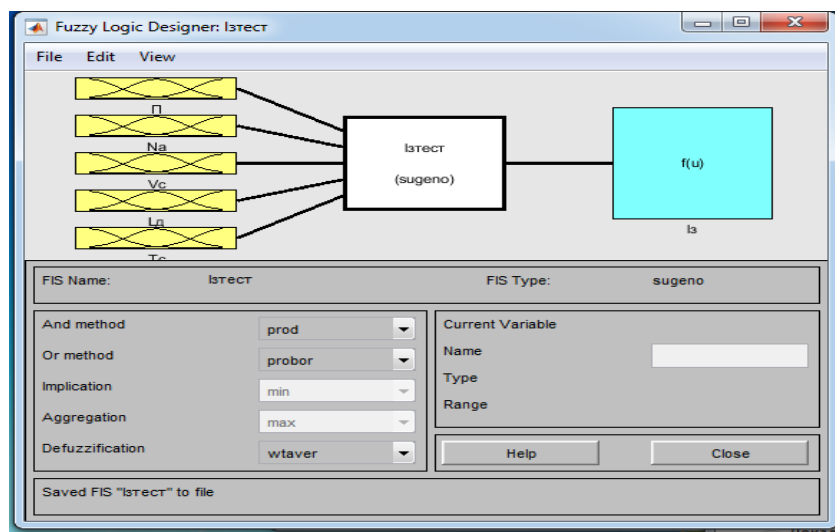 Fuzzy Logic Designer: Ізтест
File Edit View
П
Na
Vc
Lд
Tc
Ізтест
(sugeno)
f(u)
Із
FIS Name: Ізтест FIS Type: sugeno
And method prod
Or method probor
Implication min
Aggregation max
Defuzzification wtaver
Current Variable
Name
Type
Range
Help Close
Saved FIS "Ізтест" to file